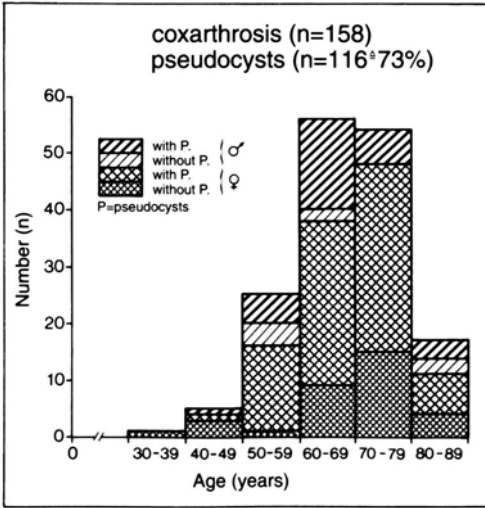 coxarthrosis (n=158)
pseudocysts (n=116≙73%)
60
50
40
30
20
10
0
Number (n)
with P.
without P.
♂
with P.
without P.
♀
P=pseudocysts
0
30-39
40-49
50-59
60-69
70-79
80-89
Age (years)